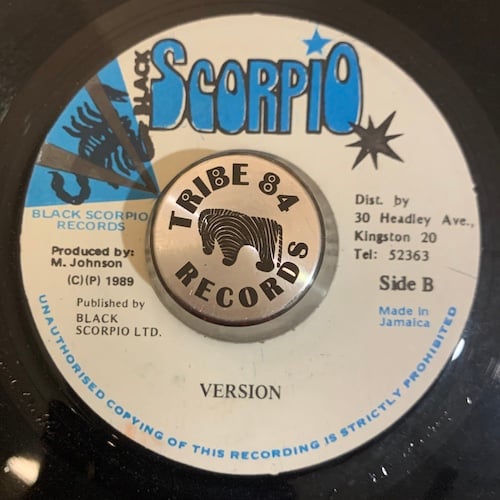 BLACK
SCORPIO
BLACK SCORPIO
RECORDS
Produced by:
M. Johnson
(C)(P) 1989
Published by
BLACK
SCORPIO LTD.
TRIBE 84
RECORDS
Dist. by
30 Headley Ave.,
Kingston 20
Tel: 52363
Side B
Made In
Jamaica
VERSION
UNAUTHORISED COPYING OF THIS RECORDING IS STRICTLY PROHIBITED